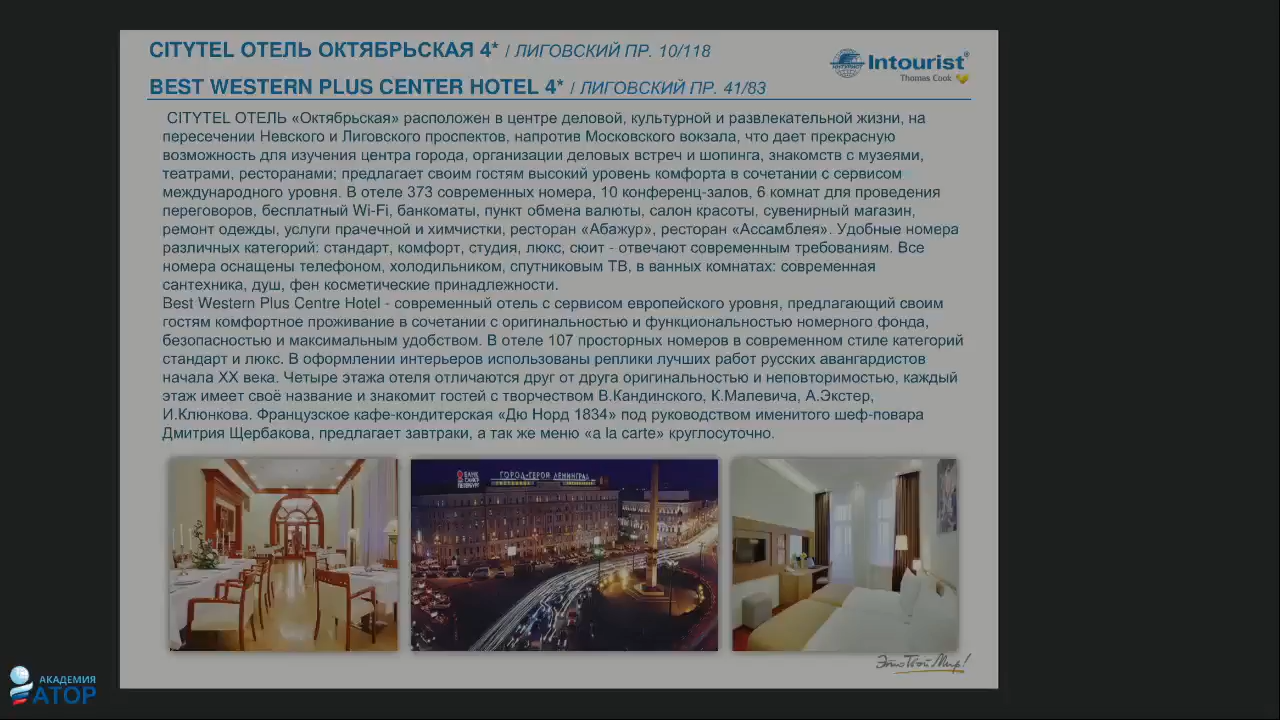 CITYTEL ОТЕЛЬ ОКТЯБРЬСКАЯ 4* / ЛИГОВСКИЙ ПР. 10/118
BEST WESTERN PLUS CENTER HOTEL 4* / ЛИГОВСКИЙ ПР. 41/83
Intourist
Thomas Cook
CITYTEL ОТЕЛЬ «Октябрьская» расположен в центре деловой, культурной и развлекательной жизни, на
пересечении Невского и Лиговского проспектов, напротив Московского вокзала, что дает прекрасную
возможность для изучения центра города, организации деловых встреч и шопинга, знакомств с музеями,
театрами, ресторанами; предлагает своим гостям высокий уровень комфорта в сочетании с сервисом
международного уровня. В отеле 373 современных номера, 10 конференц-залов, 6 комнат для проведения
переговоров, бесплатный Wi-Fi, банкоматы, пункт обмена валюты, салон красоты, сувенирный магазин,
ремонт одежды, услуги прачечной и химчистки, ресторан «Абажур», ресторан «Ассамблея». Удобные номера
различных категорий: стандарт, комфорт, студия, люкс, сюит - отвечают современным требованиям. Все
номера оснащены телефоном, холодильником, спутниковым ТВ, в ванных комнатах: современная
сантехника, душ, фен косметические принадлежности.
Best Western Plus Centre Hotel - современный отель с сервисом европейского уровня, предлагающий своим
гостям комфортное проживание в сочетании с оригинальностью и функциональностью номерного фонда,
безопасностью и максимальным удобством. В отеле 107 просторных номеров в современном стиле категорий
стандарт и люкс. В оформлении интерьеров использованы реплики лучших работ русских авангардистов
начала XX века. Четыре этажа отеля отличаются друг от друга оригинальностью и неповторимостью, каждый
этаж имеет своё название и знакомит гостей с творчеством В.Кандинского, К.Малевича, А.Экстер,
И.Клюнкова. Французское кафе-кондитерская «Дю Норд 1834» под руководством именитого шеф-повара
Дмитрия Щербакова, предлагает завтраки, а так же меню «a la carte» круглосуточно.
БАНК
САНКТ
ПЕТЕРБУРГ
ГОРОД-ГЕРОЙ ЛЕНИНГРАД
Это Твой Мир!
АКАДЕМИЯ
АТОР